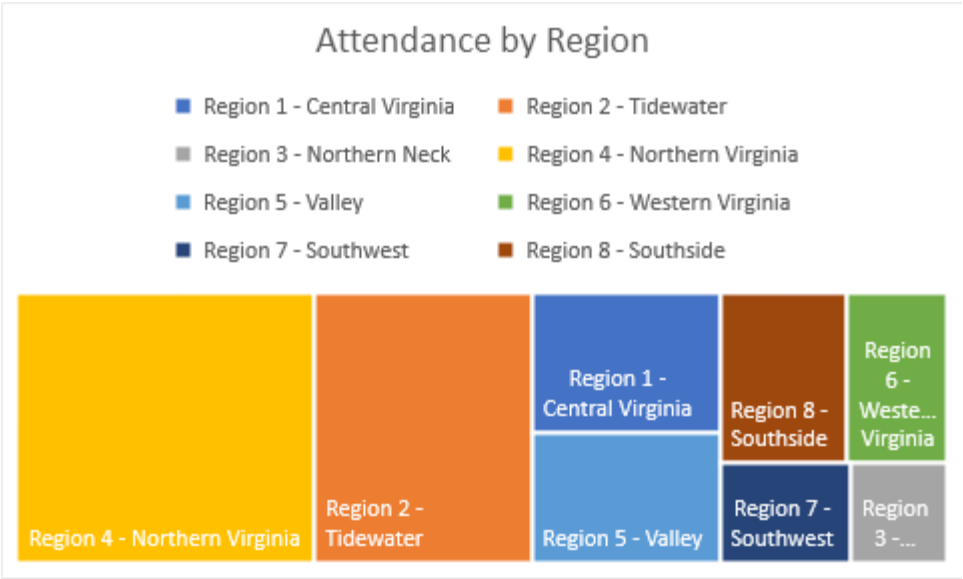 Attendance by Region
Region 1 - Central Virginia
Region 2 - Tidewater
Region 3 - Northern Neck
Region 4 - Northern Virginia
Region 5 - Valley
Region 6 - Western Virginia
Region 7 - Southwest
Region 8 - Southside
Region 4 - Northern Virginia
Region 2 -
Tidewater
Region 1 -
Central Virginia
Region 5 - Valley
Region 8 -
Southside
Region
6 -
Weste...
Virginia
Region 7 -
Southwest
Region
3 -...